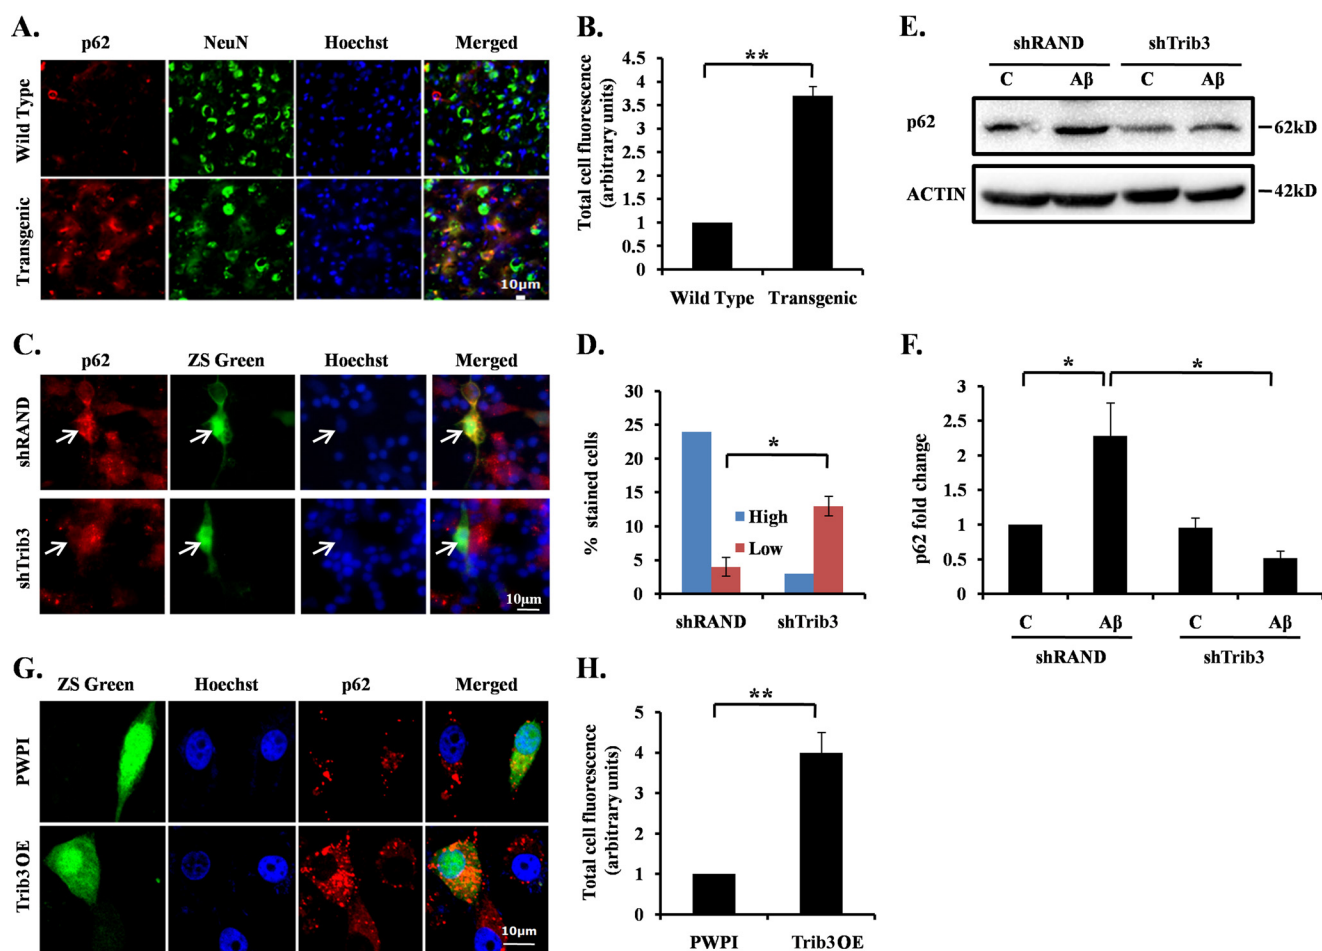 A.
p62 NeuN Hoechst Merged
Wild Type
Transgenic
10μm
B.
**
Total cell fluorescence
(arbitrary units)
4.5
4
3.5
3
2.5
2
1.5
1
0.5
0
Wild Type Transgenic
C.
p62 ZS Green Hoechst Merged
shRAND
shTrib3
10μm
D.
% stained cells
30
25
20
15
10
5
0
*
High
Low
shRAND shTrib3
E.
shRAND shTrib3
C Aβ C Aβ
p62 62kD
ACTIN 42kD
F.
* *
p62 fold change
3
2.5
2
1.5
1
0.5
0
C Aβ C Aβ
shRAND shTrib3
G.
ZS Green Hoechst p62 Merged
PWPI
Trib3OE
10μm
H.
**
Total cell fluorescence
(arbitrary units)
5
4
3
2
1
0
PWPI Trib3OE